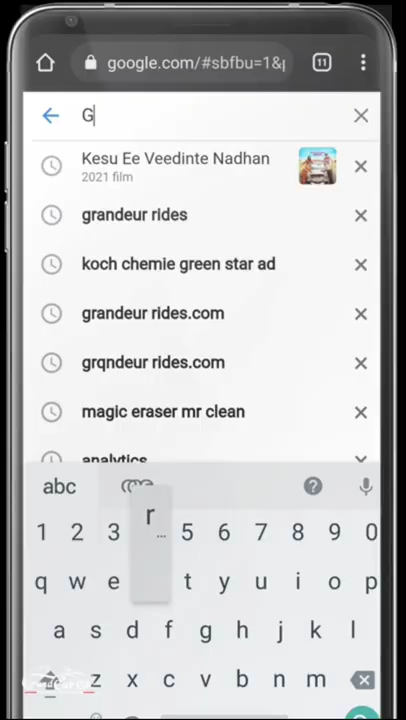 google.com/#sbfbu=1&
11
G
Kesu Ee Veedinte Nadhan
2021 film
grandeur rides
koch chemie green star ad
grandeur rides.com
grqndeur rides.com
magic eraser mr clean
analytics
abc
r
1 2 3 5 6 7 8 9 0
q w e t y u i o p
a s d f g h j k l
z x c v b n m